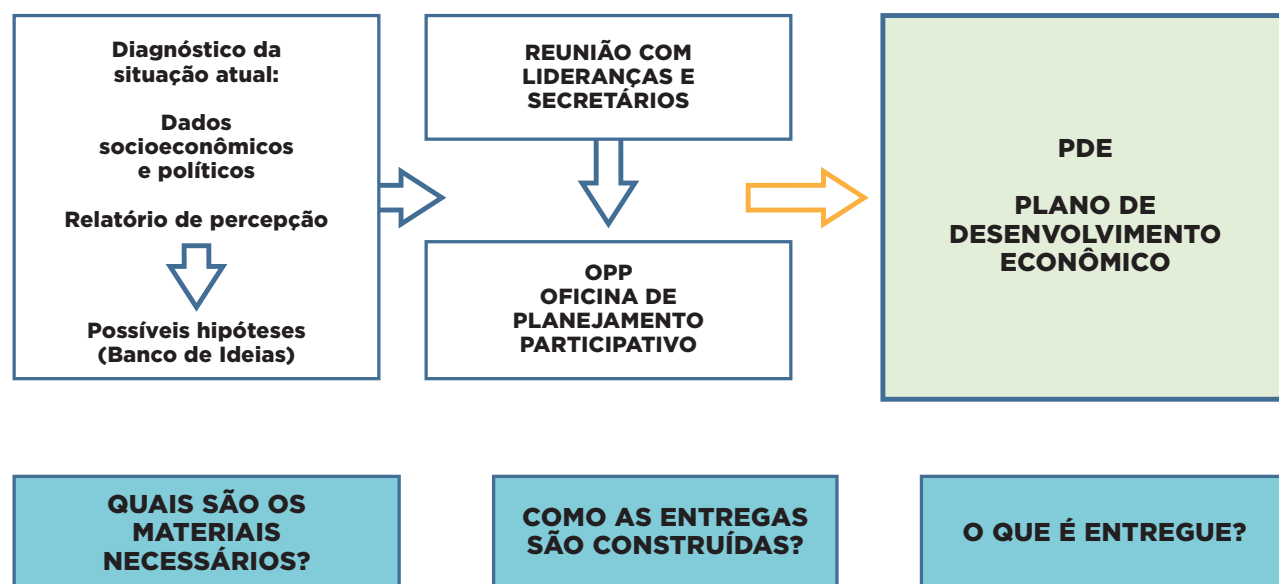 Diagnóstico da
situação atual:
Dados
socioeconômicos
e políticos
Relatório de percepção
Possíveis hipóteses
(Banco de Ideias)
REUNIÃO COM
LIDERANÇAS E
SECRETÁRIOS
OPP
OFICINA DE
PLANEJAMENTO
PARTICIPATIVO
PDE
PLANO DE
DESENVOLVIMENTO
ECONÔMICO
QUAIS SÃO OS
MATERIAIS
NECESSÁRIOS?
COMO AS ENTREGAS
SÃO CONSTRUÍDAS?
O QUE É ENTREGUE?